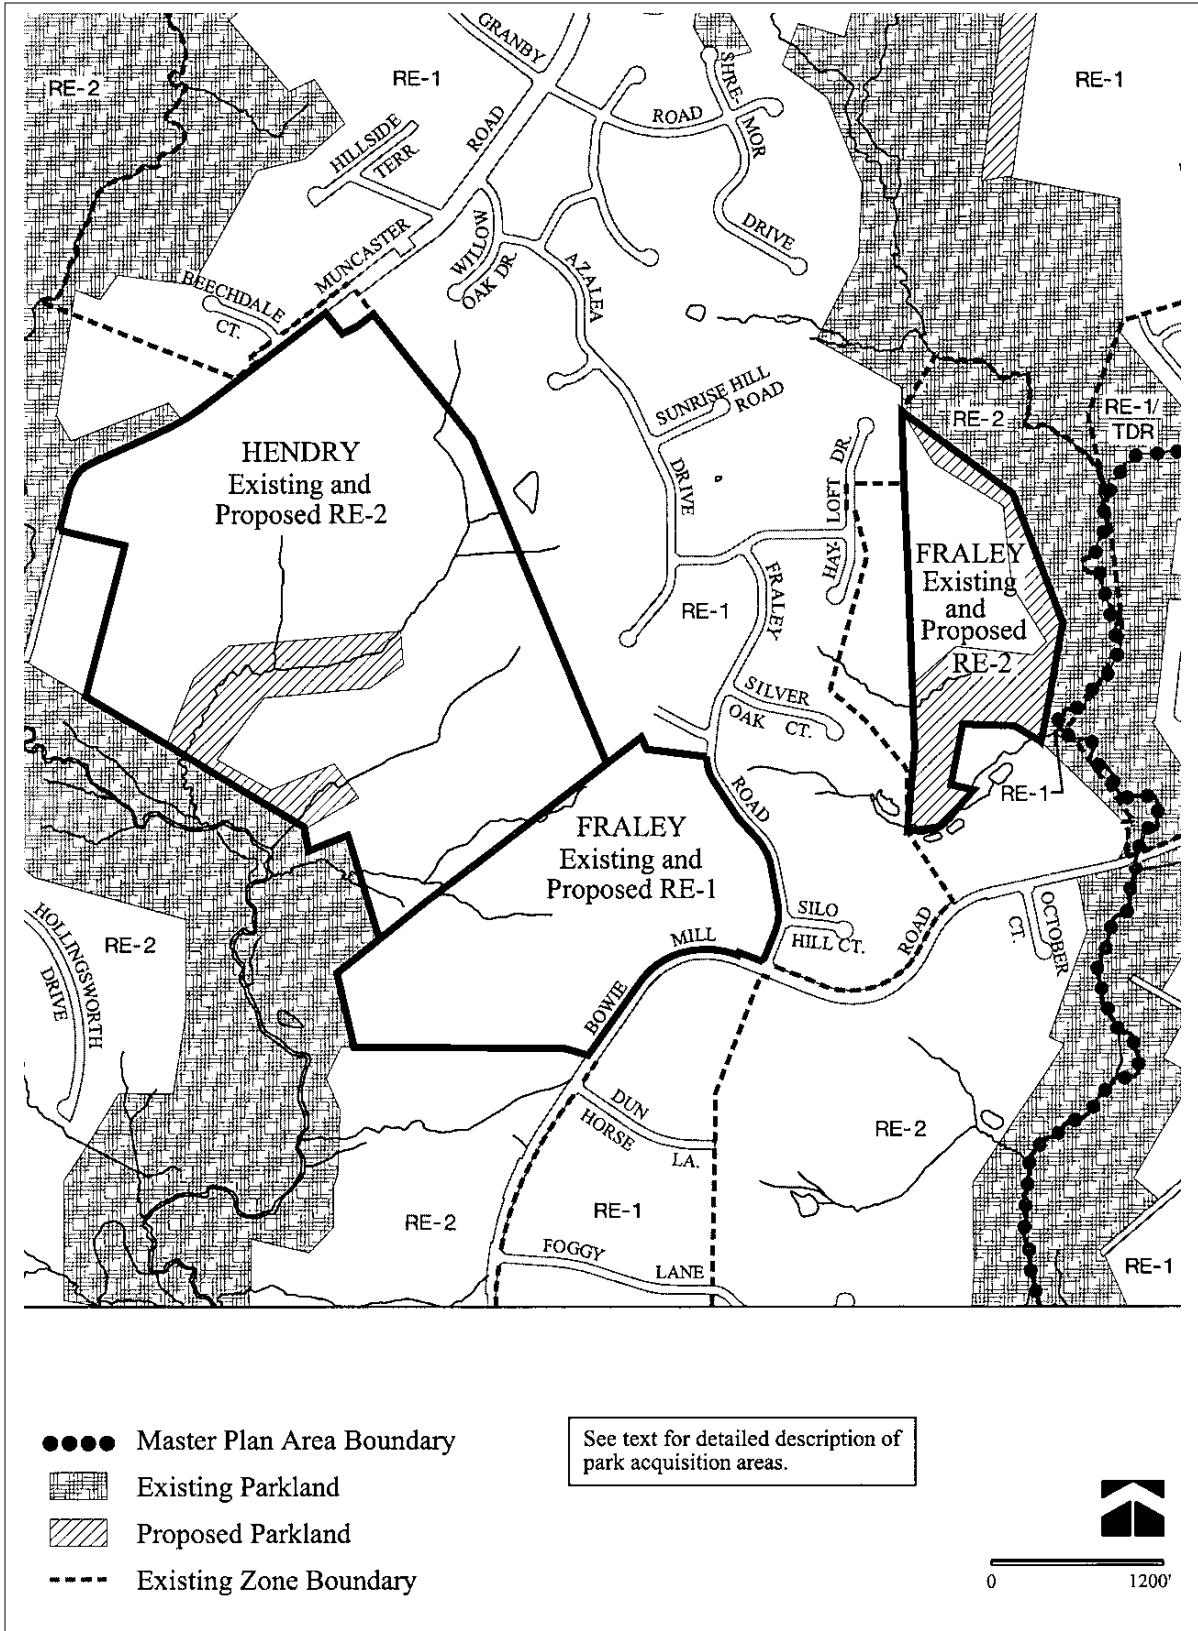 GRANBY
RE-1
RE-2
RE-1
SHRE-
MOR
DRIVE
ROAD
ROAD
HILLSIDE
TERR.
MUNCASTER
WILLOW
OAK DR.
BEECHDALE
CT.
AZALEA
DRIVE
SUNRISE HILL
ROAD
RE-2
RE-1/
TDR
HENDRY
Existing and
Proposed RE-2
LOFT DR.
HAY-
FRALEY
Existing
and
Proposed
RE-2
FRALEY
RE-1
SILVER
OAK CT.
ROAD
RE-1
FRALEY
Existing and
Proposed RE-1
SILO
HILL CT.
ROAD
OCTOBER
CT.
MILL
BOWIE
HOLLINGSWORTH
DRIVE
RE-2
DUN
HORSE
LA.
RE-2
RE-2
RE-1
FOGGY
LANE
RE-1
Master Plan Area Boundary
Existing Parkland
Proposed Parkland
Existing Zone Boundary
See text for detailed description of
park acquisition areas.
0 1200'